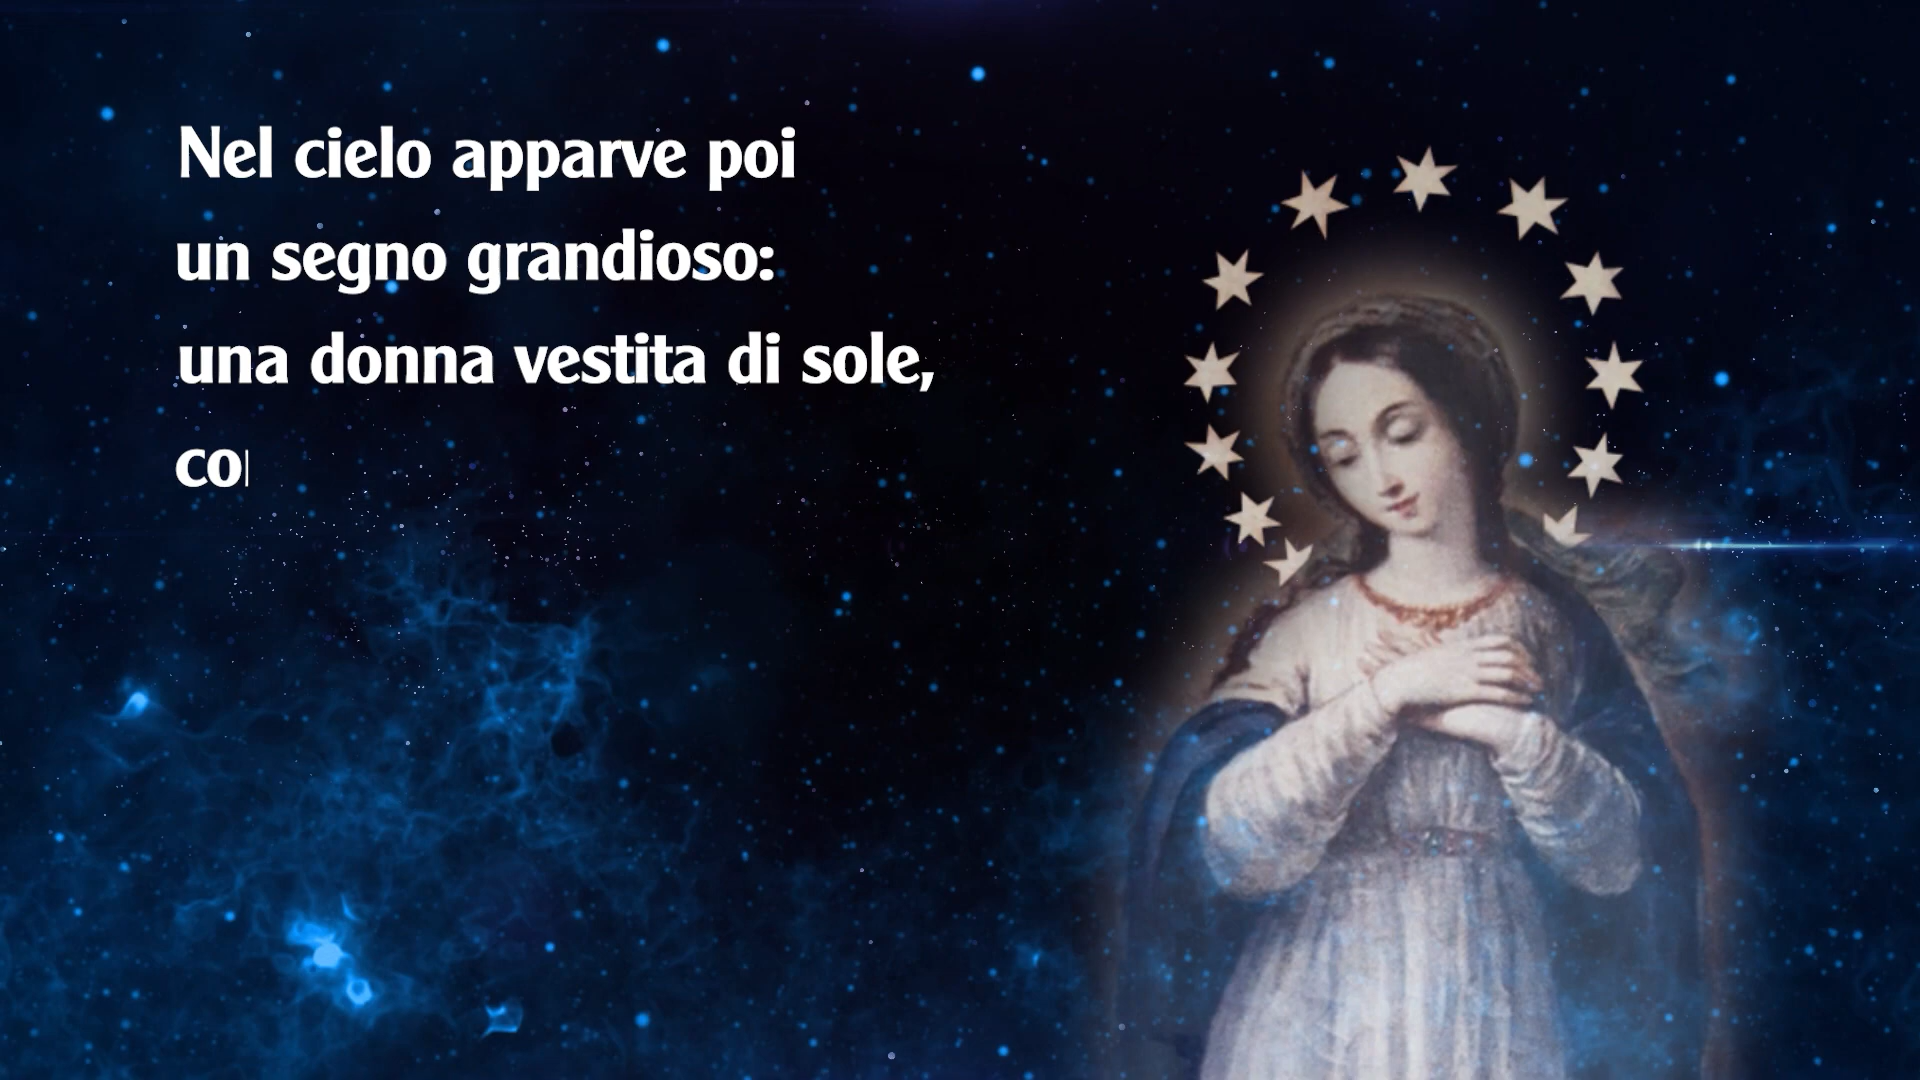 Nel cielo apparve poi
un segno grandioso:
una donna vestita di sole,
co